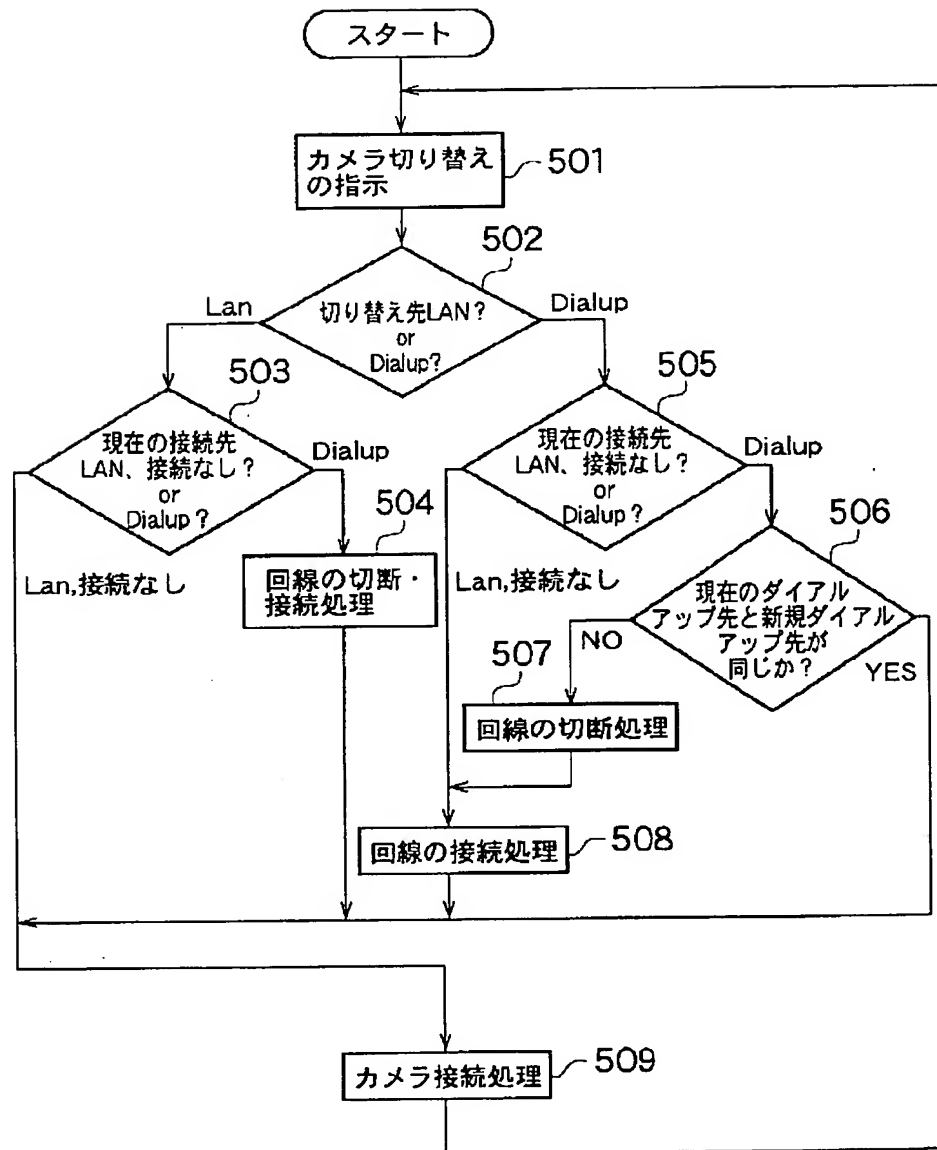 スタート
カメラ切り替え
の指示
501
502
切り替え先LAN?
or
Dialup?
Lan
Dialup
503
現在の接続先
LAN、接続なし?
or
Dialup?
Dialup
Lan,接続なし
504
回線の切断・
接続処理
505
現在の接続先
LAN、接続なし?
or
Dialup?
Dialup
Lan,接続なし
506
現在のダイアル
アップ先と新規ダイアル
アップ先が
同じか?
NO
YES
507
回線の切断処理
回線の接続処理
508
カメラ接続処理
509